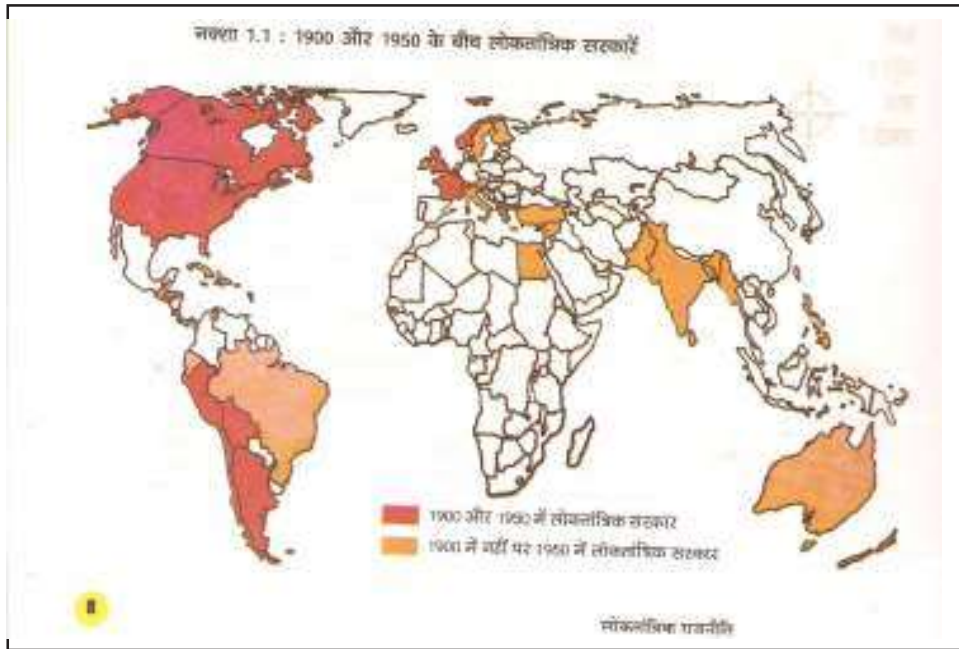 नक्शा 1.1 : 1900 और 1950 के बीच लोकतांत्रिक सरकारें
1900 और 1950 में लोकतांत्रिक सरकार
1900 में नहीं पर 1950 में लोकतांत्रिक सरकार
8
लोकतांत्रिक राजनीति